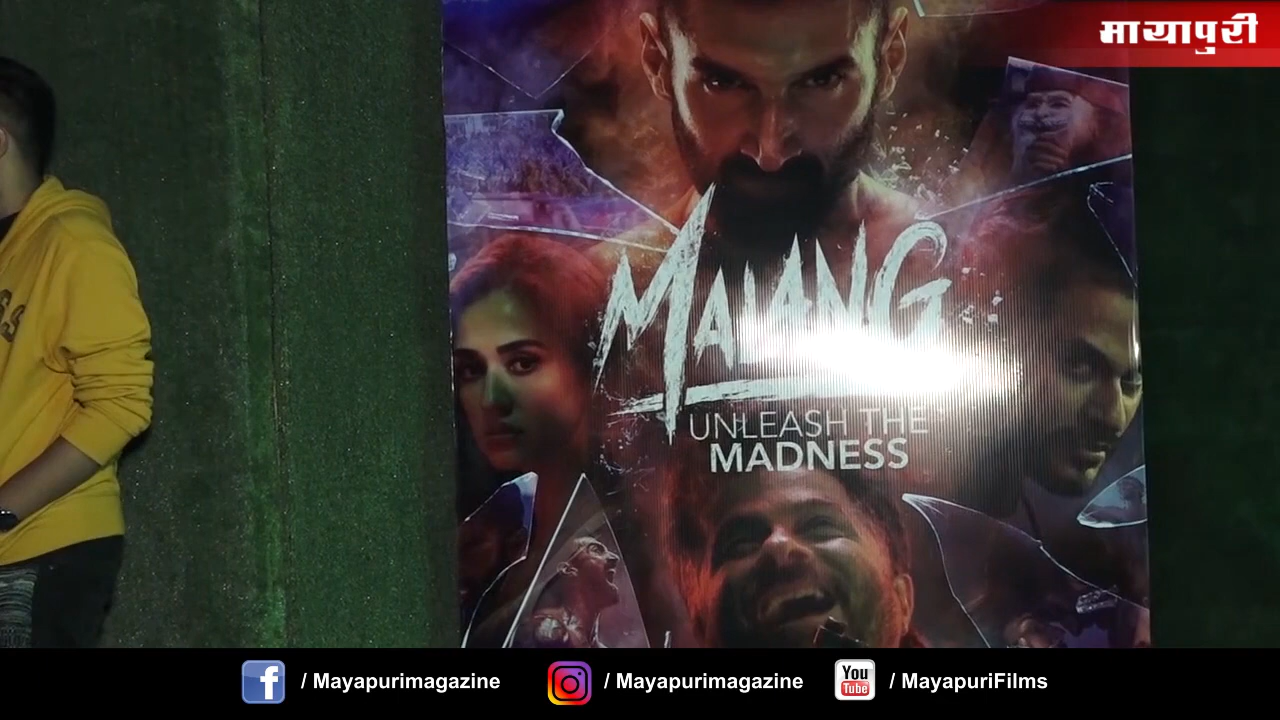 मायापुरी
MALANG
UNLEASH THE
MADNESS
/ Mayapurimagazine
/ Mayapurimagazine
You
Tube
/ MayapuriFilms